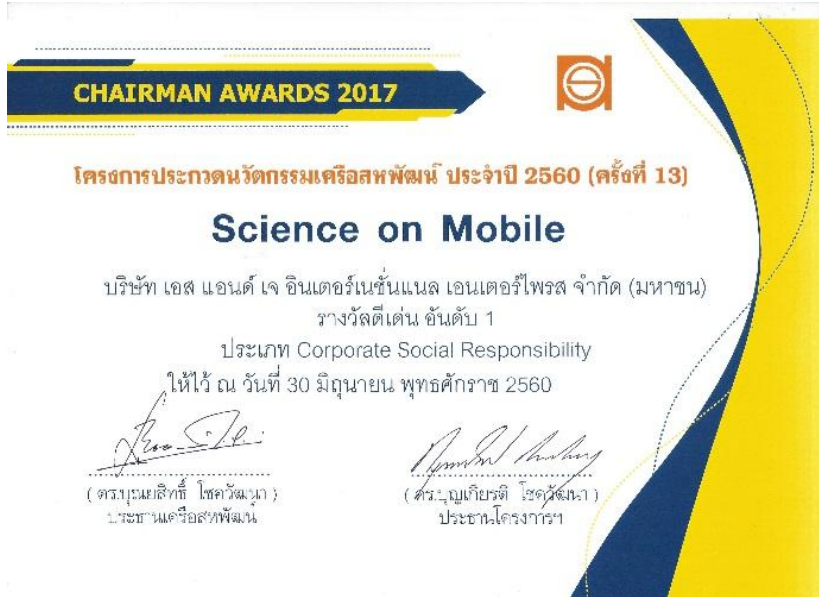 CHAIRMAN AWARDS 2017
โครงการประกวดนวัตกรรมเครือสหพัฒน์ ประจำปี 2560 (ครั้งที่ 13)
Science on Mobile
บริษัท เอส แอนด์ เจ อินเตอร์เนชั่นแนล เอนเตอร์ไพรส จำกัด (มหาชน)
รางวัลดีเด่น อันดับ 1
ประเภท Corporate Social Responsibility
ให้ไว้ ณ วันที่ 30 มิถุนายน พุทธศักราช 2560
( ดร.บุณยสิทธิ์ โชควัฒนา ) ( ดร.บุญเกียรติ โชควัฒนา )
ประธานเครือสหพัฒน์ ประธานโครงการฯ